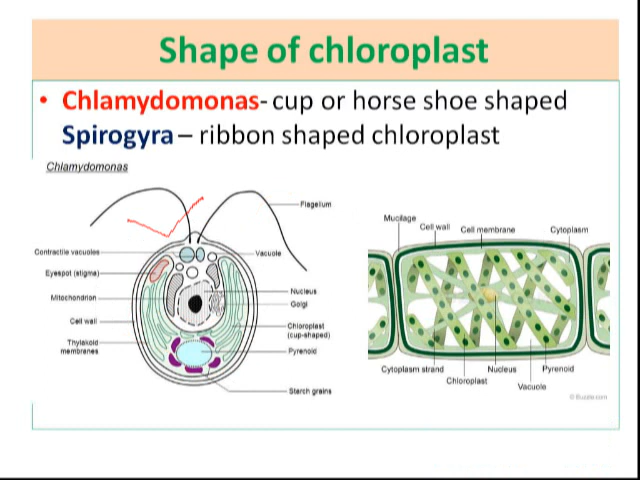 Shape of chloroplast
• Chlamydomonas- cup or horse shoe shaped
Spirogyra – ribbon shaped chloroplast
Chlamydomonas
Flagellum
Contractile vacuoles
Vacuole
Eyespot (stigma)
Nucleus
Mitochondrion
Golgi
Cell wall
Chloroplast
(cup-shaped)
Thylakoid
membranes
Pyrenoid
Starch grains
Mucilage
Cell wall
Cell membrane
Cytoplasm
Cytoplasm strand
Nucleus
Pyrenoid
Chloroplast
Vacuole
© Buzzle.com